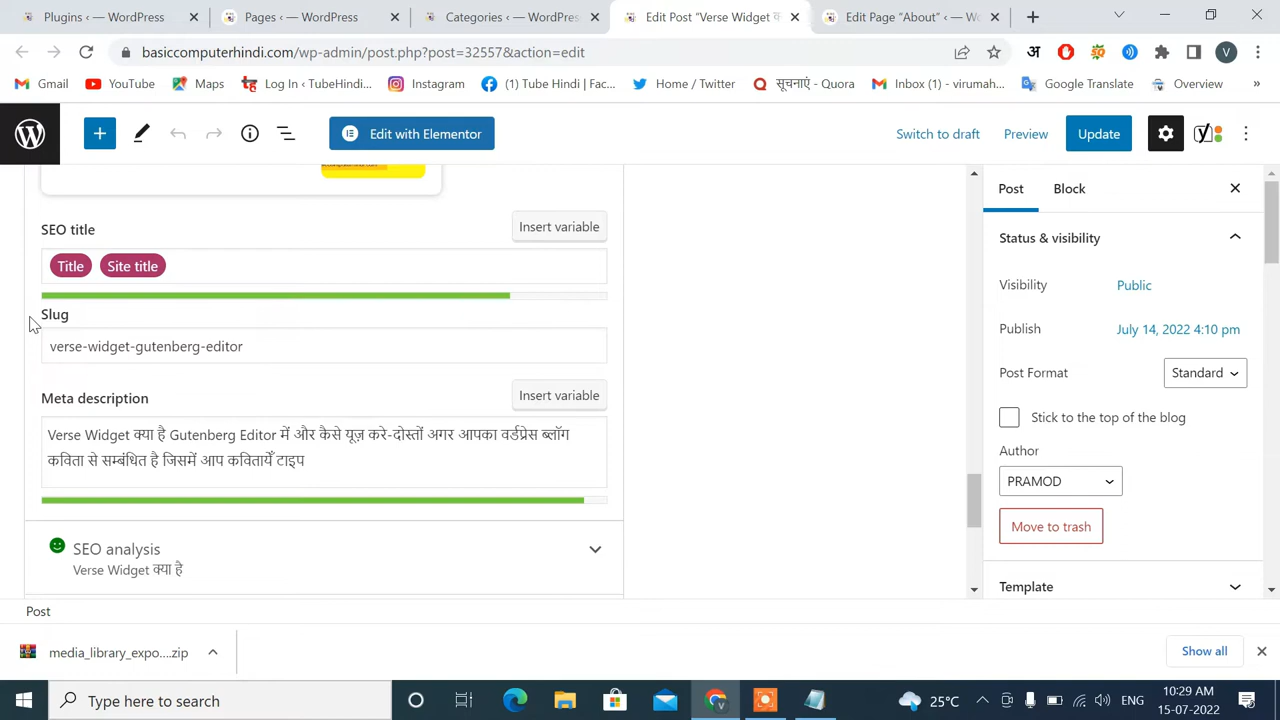 Plugins ‹ — WordPress
Pages ‹ — WordPress
Categories ‹ — WordPres
Edit Post "Verse Widget
Edit Page "About" ‹ — Wo
basiccomputerhindi.com/wp-admin/post.php?post=32557&action=edit
अ
SQ
V
Gmail
YouTube
Maps
Log In ‹ TubeHindi...
Instagram
(1) Tube Hindi | Fac...
Home / Twitter
सूचनाएं - Quora
Inbox (1) - virumah...
Google Translate
Overview
»
Edit with Elementor
Switch to draft
Preview
Update
SEO title
Insert variable
Title
Site title
Slug
verse-widget-gutenberg-editor
Meta description
Insert variable
Verse Widget क्या है Gutenberg Editor में और कैसे यूज़ करे-दोस्तों अगर आपका वर्डप्रेस ब्लॉग
कविता से सम्बंधित है जिसमें आप कवितायेँ टाइप
SEO analysis
Verse Widget क्या है
Post
Block
Status & visibility
Visibility
Public
Publish
July 14, 2022 4:10 pm
Post Format
Standard
Stick to the top of the blog
Author
PRAMOD
Move to trash
Template
Post
media_library_expo....zip
Show all
Type here to search
25°C
ENG
10:29 AM
15-07-2022